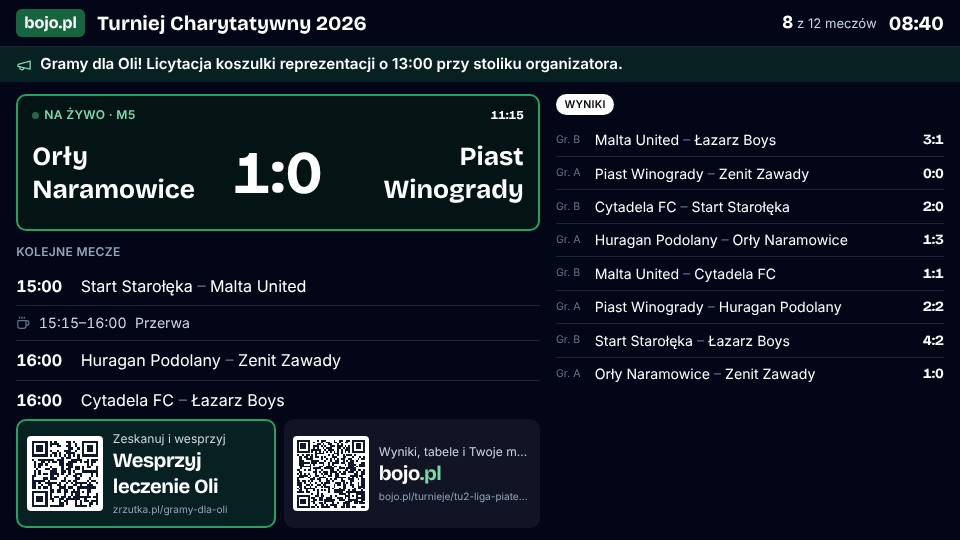 bojo.pl Turniej Charytatywny 2026 8 z 12 meczów 08:40
Gramy dla Oli! Licytacja koszulki reprezentacji o 13:00 przy stoliku organizatora.
NA ŻYWO · M5 11:15
Orły Naramowice 1:0 Piast Winogrady
KOLEJNE MECZE
15:00 Start Starołęka – Malta United
15:15–16:00 Przerwa
16:00 Huragan Podolany – Zenit Zawady
16:00 Cytadela FC – Łazarz Boys
Zeskanuj i wesprzyj
Wesprzyj
leczenie Oli
zrzutka.pl/gramy-dla-oli
Wyniki, tabele i Twoje m...
bojo.pl
bojo.pl/turnieje/tu2-liga-piate...
WYNIKI
Gr. B Malta United – Łazarz Boys 3:1
Gr. A Piast Winogrady – Zenit Zawady 0:0
Gr. B Cytadela FC – Start Starołęka 2:0
Gr. A Huragan Podolany – Orły Naramowice 1:3
Gr. B Malta United – Cytadela FC 1:1
Gr. A Piast Winogrady – Huragan Podolany 2:2
Gr. B Start Starołęka – Łazarz Boys 4:2
Gr. A Orły Naramowice – Zenit Zawady 1:0